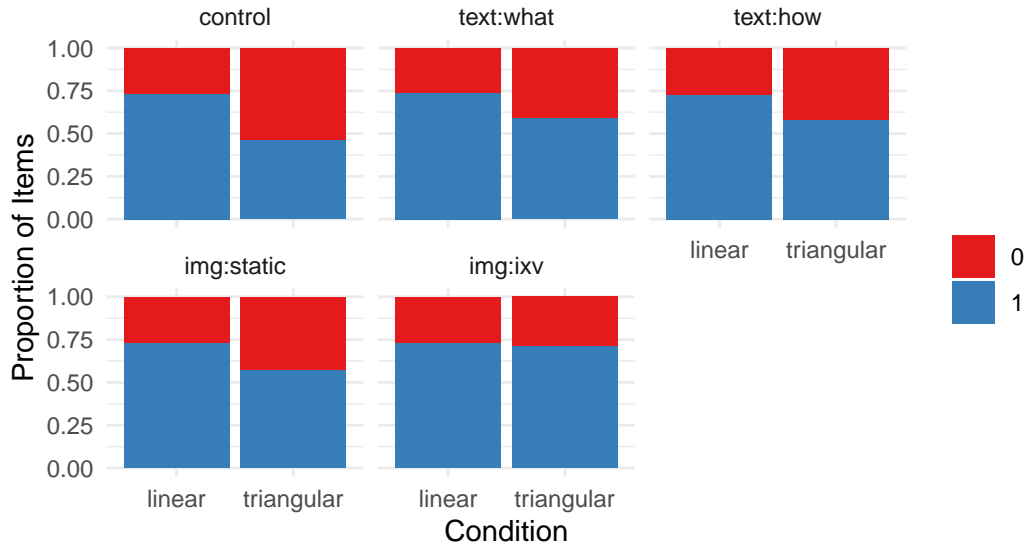 control
text:what
text:how
1.00
0.75
0.50
0.25
0.00
linear
triangular
img:static
img:ixv
1.00
0.75
0.50
0.25
0.00
linear
triangular
linear
triangular
Condition
Proportion of Items
0
1